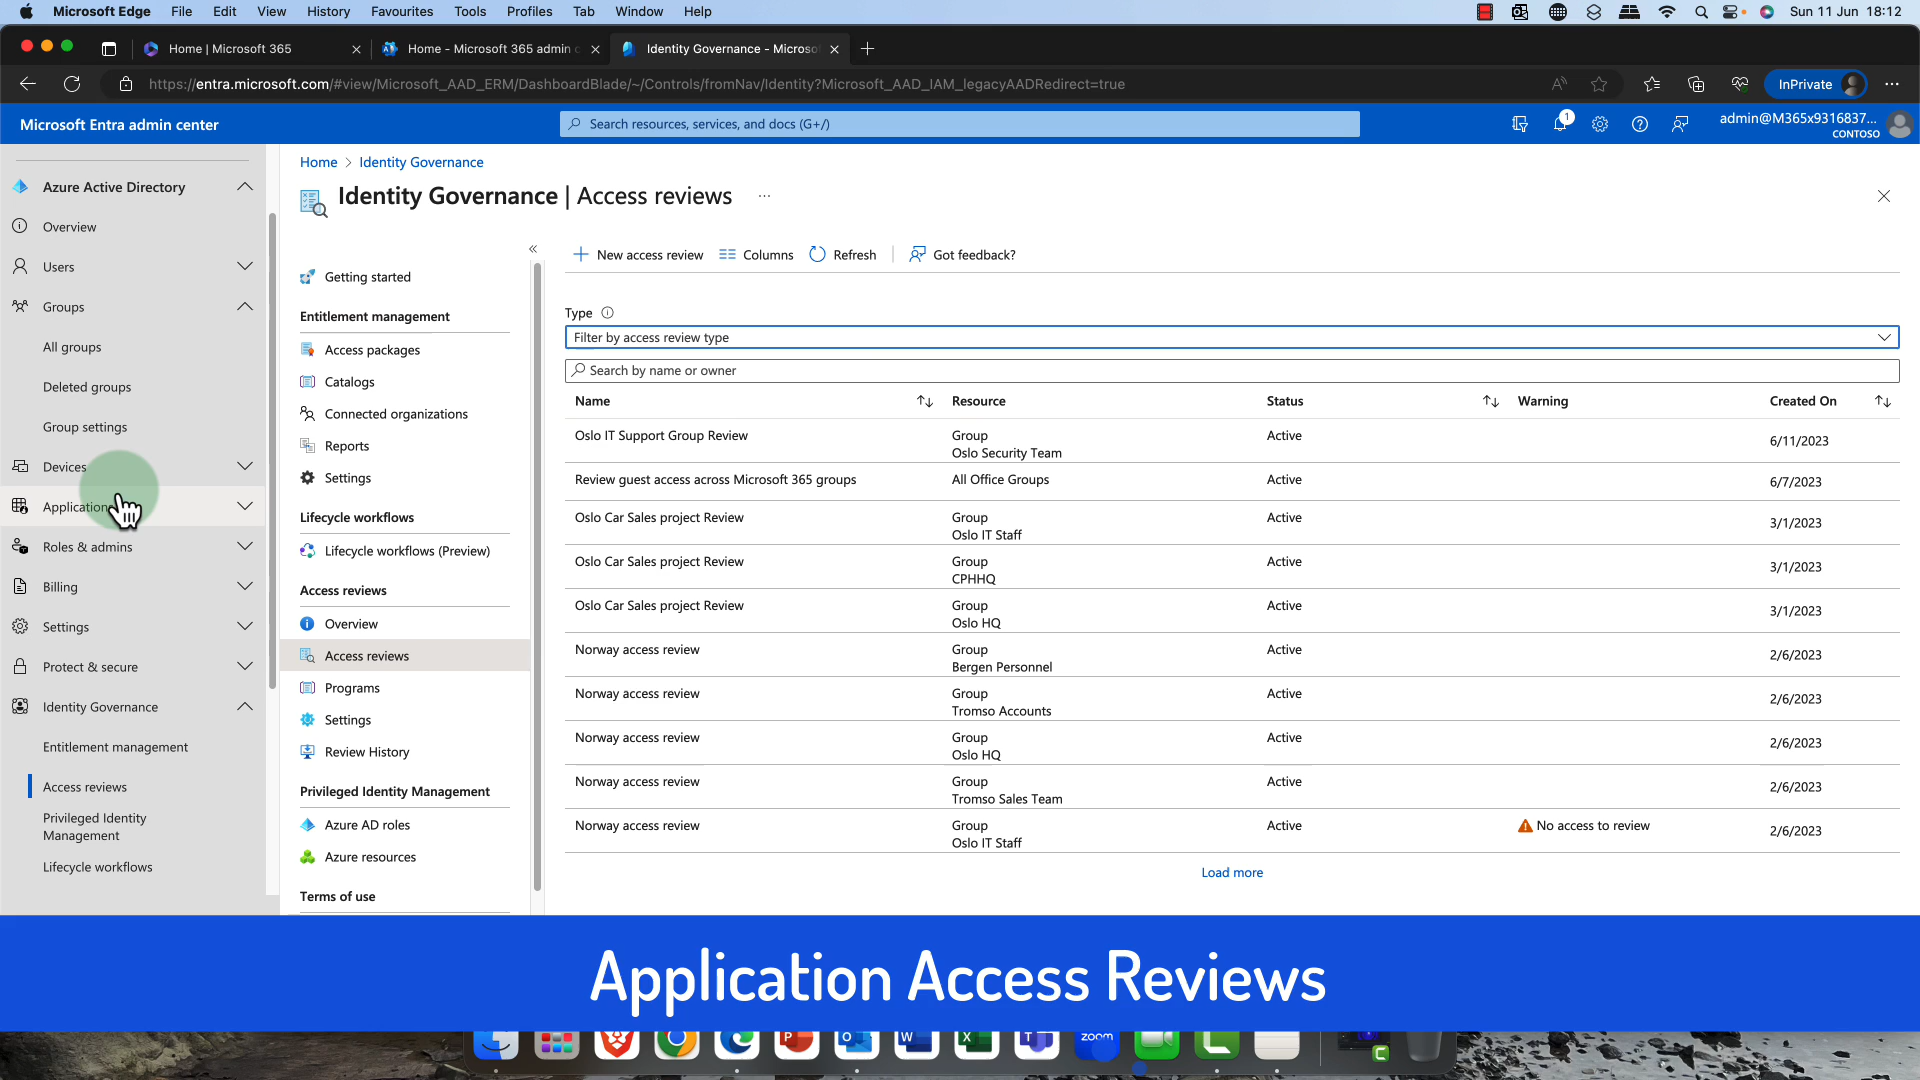 Microsoft Edge File Edit View History Favourites Tools Profiles Tab Window Help Sun 11 Jun 18:12
Home | Microsoft 365
Home - Microsoft 365 admin c
Identity Governance - Microso
https://entra.microsoft.com/#view/Microsoft_AAD_ERM/DashboardBlade/~/Controls/fromNav/Identity?Microsoft_AAD_IAM_legacyAADRedirect=true
InPrivate
Microsoft Entra admin center
Search resources, services, and docs (G+/)
1
admin@M365x9316837...
CONTOSO
Azure Active Directory
Overview
Users
Groups
All groups
Deleted groups
Group settings
Devices
Application
Roles & admins
Billing
Settings
Protect & secure
Identity Governance
Entitlement management
Access reviews
Privileged Identity
Management
Lifecycle workflows
Home > Identity Governance
Identity Governance | Access reviews ...
Getting started
Entitlement management
Access packages
Catalogs
Connected organizations
Reports
Settings
Lifecycle workflows
Lifecycle workflows (Preview)
Access reviews
Overview
Access reviews
Programs
Settings
Review History
Privileged Identity Management
Azure AD roles
Azure resources
Terms of use
New access review Columns Refresh Got feedback?
Type
Filter by access review type
Search by name or owner
Name Resource Status Warning Created On
Oslo IT Support Group Review Group Oslo Security Team Active 6/11/2023
Review guest access across Microsoft 365 groups All Office Groups Active 6/7/2023
Oslo Car Sales project Review Group Oslo IT Staff Active 3/1/2023
Oslo Car Sales project Review Group CPHHQ Active 3/1/2023
Oslo Car Sales project Review Group Oslo HQ Active 3/1/2023
Norway access review Group Bergen Personnel Active 2/6/2023
Norway access review Group Tromso Accounts Active 2/6/2023
Norway access review Group Oslo HQ Active 2/6/2023
Norway access review Group Tromso Sales Team Active 2/6/2023
Norway access review Group Oslo IT Staff Active No access to review 2/6/2023
Load more
Application Access Reviews
zoom